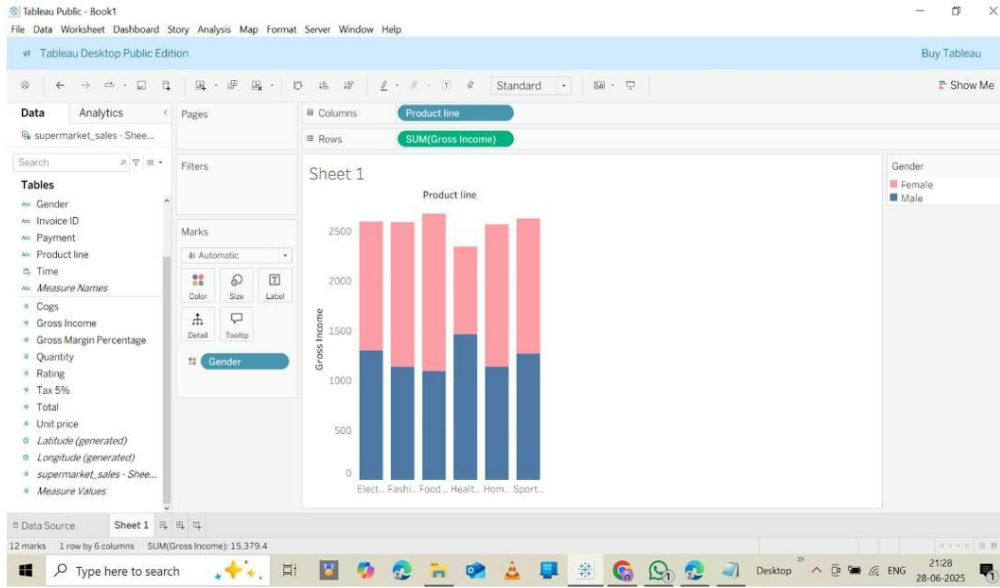 Tableau Public - Book1
File Data Worksheet Dashboard Story Analysis Map Format Server Window Help
Tableau Desktop Public Edition
Buy Tableau
Standard
Show Me
Data Analytics
supermarket_sales - Shee...
Search
Tables
Abc Gender
Abc Invoice ID
Abc Payment
Abc Product line
Time
Abc Measure Names
# Cogs
# Gross Income
# Gross Margin Percentage
# Quantity
# Rating
# Tax 5%
# Total
# Unit price
Latitude (generated)
Longitude (generated)
# supermarket_sales - Shee...
# Measure Values
Pages
Filters
Marks
Automatic
Color Size Label
Detail Tooltip
Gender
Columns Product line
Rows SUM(Gross Income)
Sheet 1
Product line
Gross Income
2500
2000
1500
1000
500
0
Elect.. Fashi.. Food .. Healt.. Hom.. Sport..
Gender
Female
Male
Data Source Sheet 1
12 marks 1 row by 6 columns SUM(Gross Income): 15,379.4
Type here to search
1
Desktop
ENG
21:28
28-06-2025